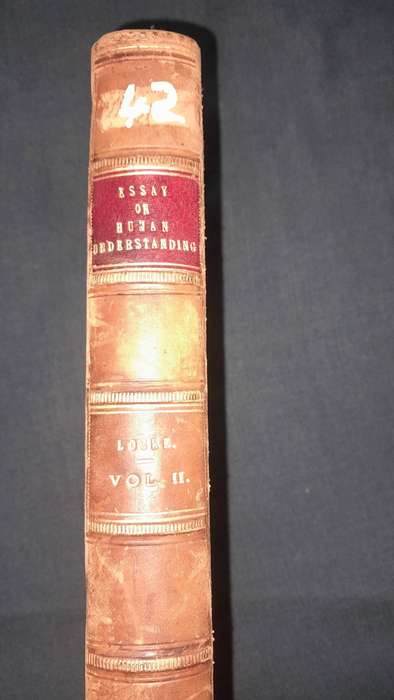 42
ESSAY
ON
HUMAN
UNDERSTANDING
LOCKE.
VOL. II.